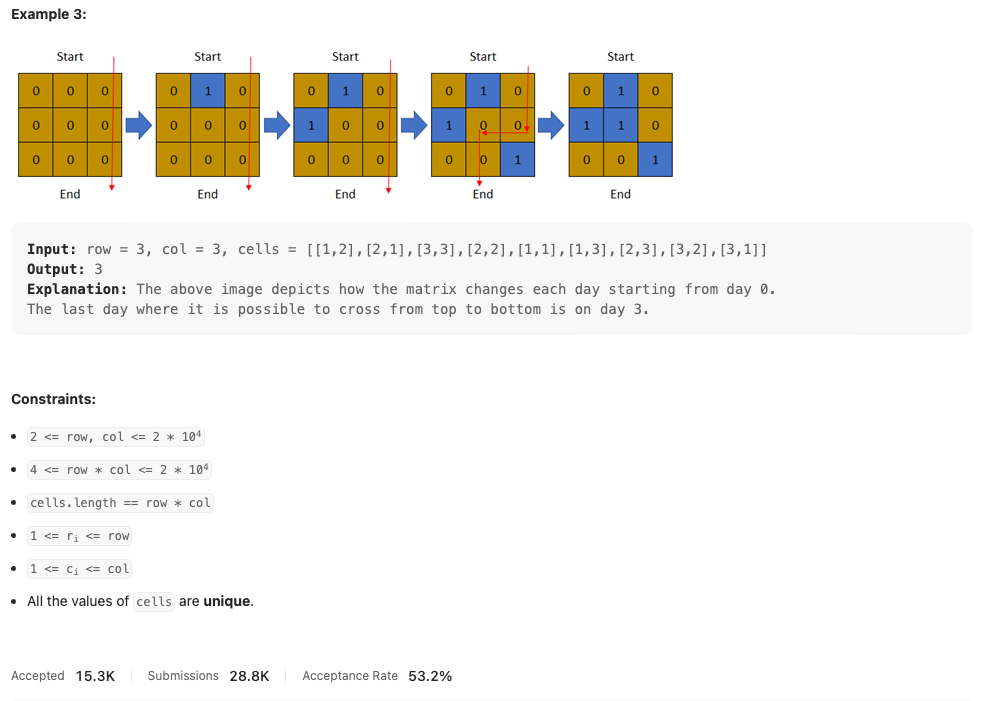 Example 3:
Start Start Start Start Start
0 0 0 0 1 0 0 1 0 0 1 0 0 1 0
0 0 0 0 0 0 1 0 0 1 0 0 1 1 0
0 0 0 0 0 0 0 0 0 0 0 1 0 0 1
End End End End End
Input: row = 3, col = 3, cells = [[1,2],[2,1],[3,3],[2,2],[1,1],[1,3],[2,3],[3,2],[3,1]]
Output: 3
Explanation: The above image depicts how the matrix changes each day starting from day 0.
The last day where it is possible to cross from top to bottom is on day 3.
Constraints:
• 2 <= row, col <= 2 * 10⁴
• 4 <= row * col <= 2 * 10⁴
• cells.length == row * col
• 1 <= rᵢ <= row
• 1 <= cᵢ <= col
• All the values of cells are unique.
Accepted 15.3K Submissions 28.8K Acceptance Rate 53.2%